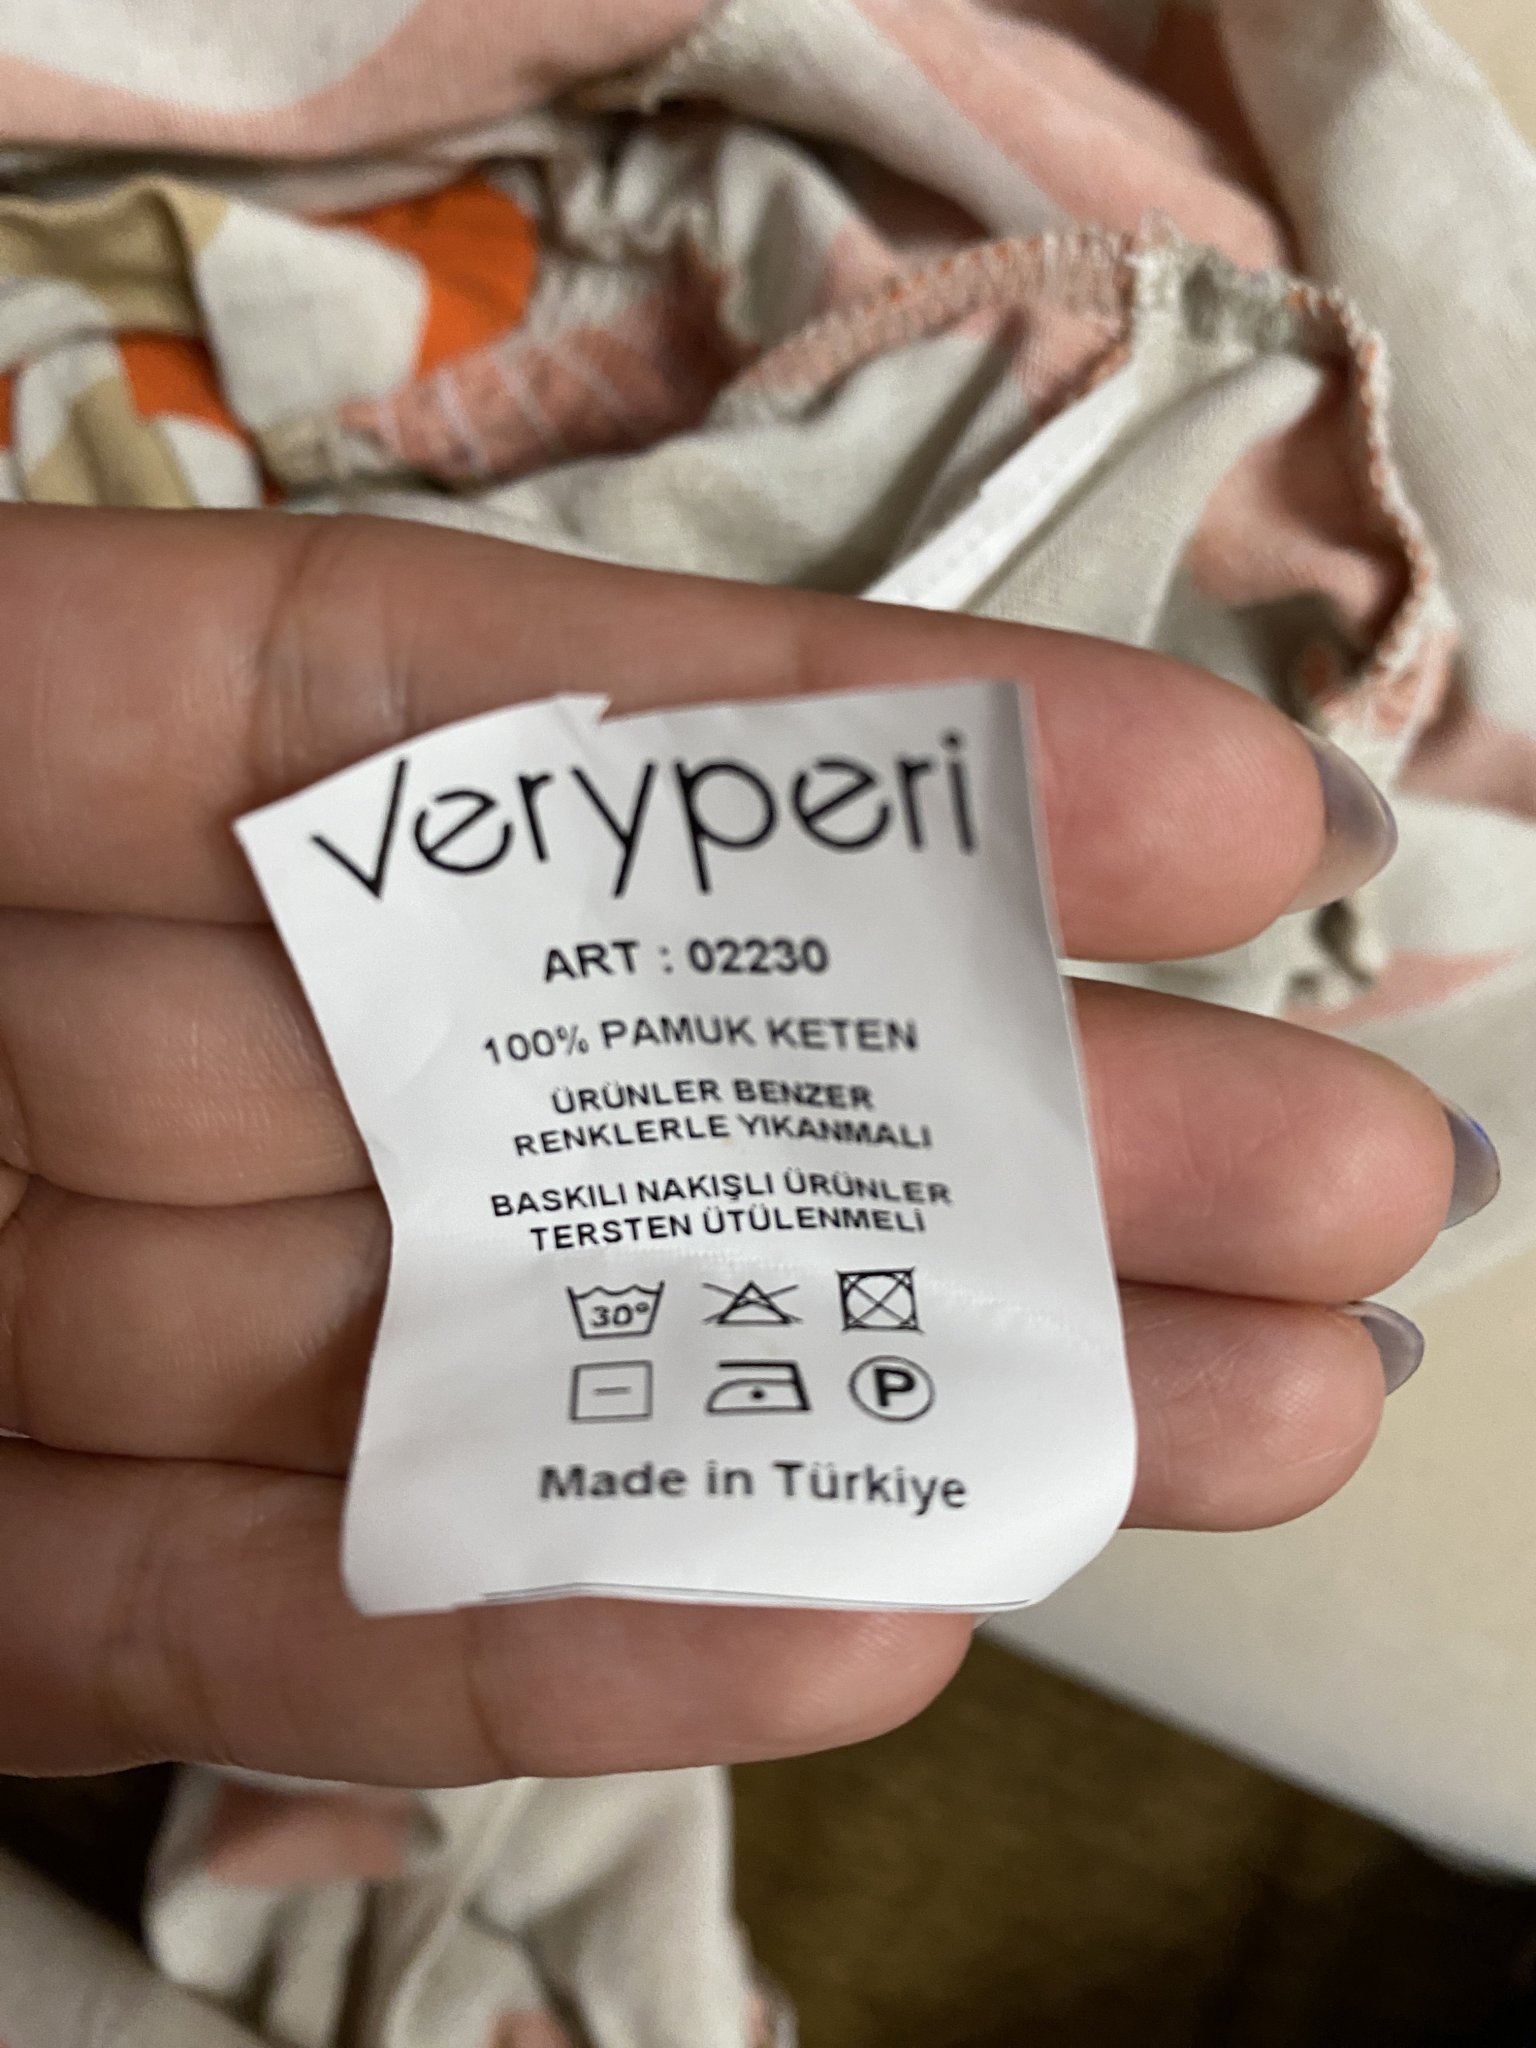 veryperi
ART : 02230
100% PAMUK KETEN
ÜRÜNLER BENZER
RENKLERLE YIKANMALI
BASKILI NAKIŞLI ÜRÜNLER
TERSTEN ÜTÜLENMELİ
30°
P
Made in Türkiye